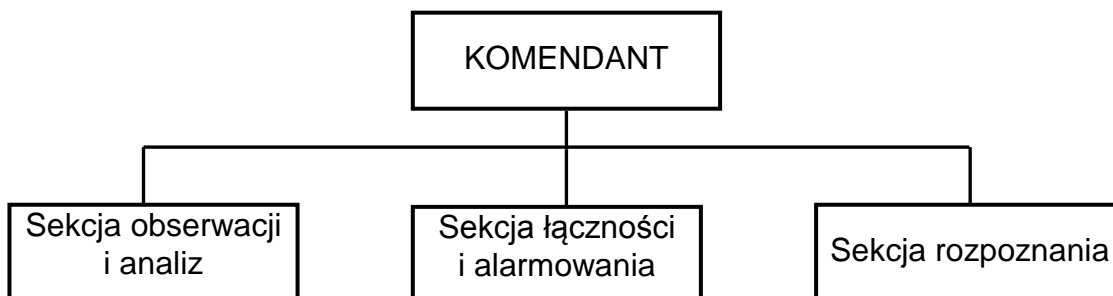 KOMENDANT
Sekcja obserwacji
i analiz
Sekcja łączności
i alarmowania
Sekcja rozpoznania